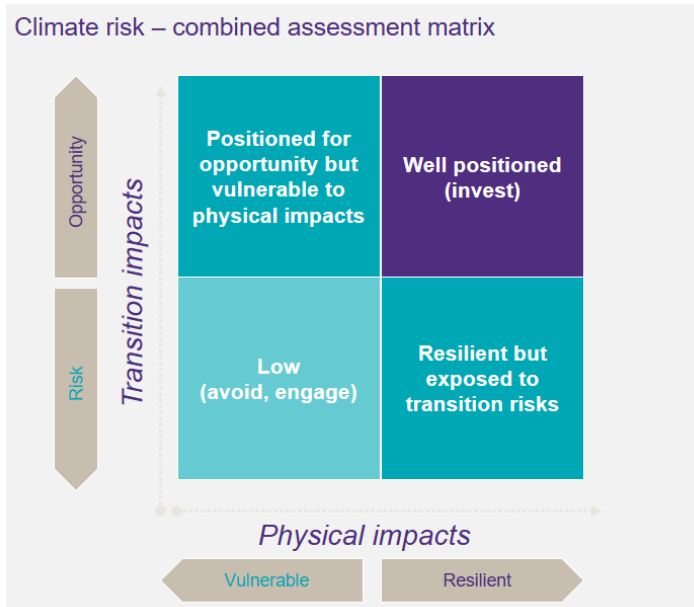 Climate risk – combined assessment matrix
Opportunity
Risk
Transition impacts
Positioned for
opportunity but
vulnerable to
physical impacts
Well positioned
(invest)
Low
(avoid, engage)
Resilient but
exposed to
transition risks
Physical impacts
Vulnerable
Resilient